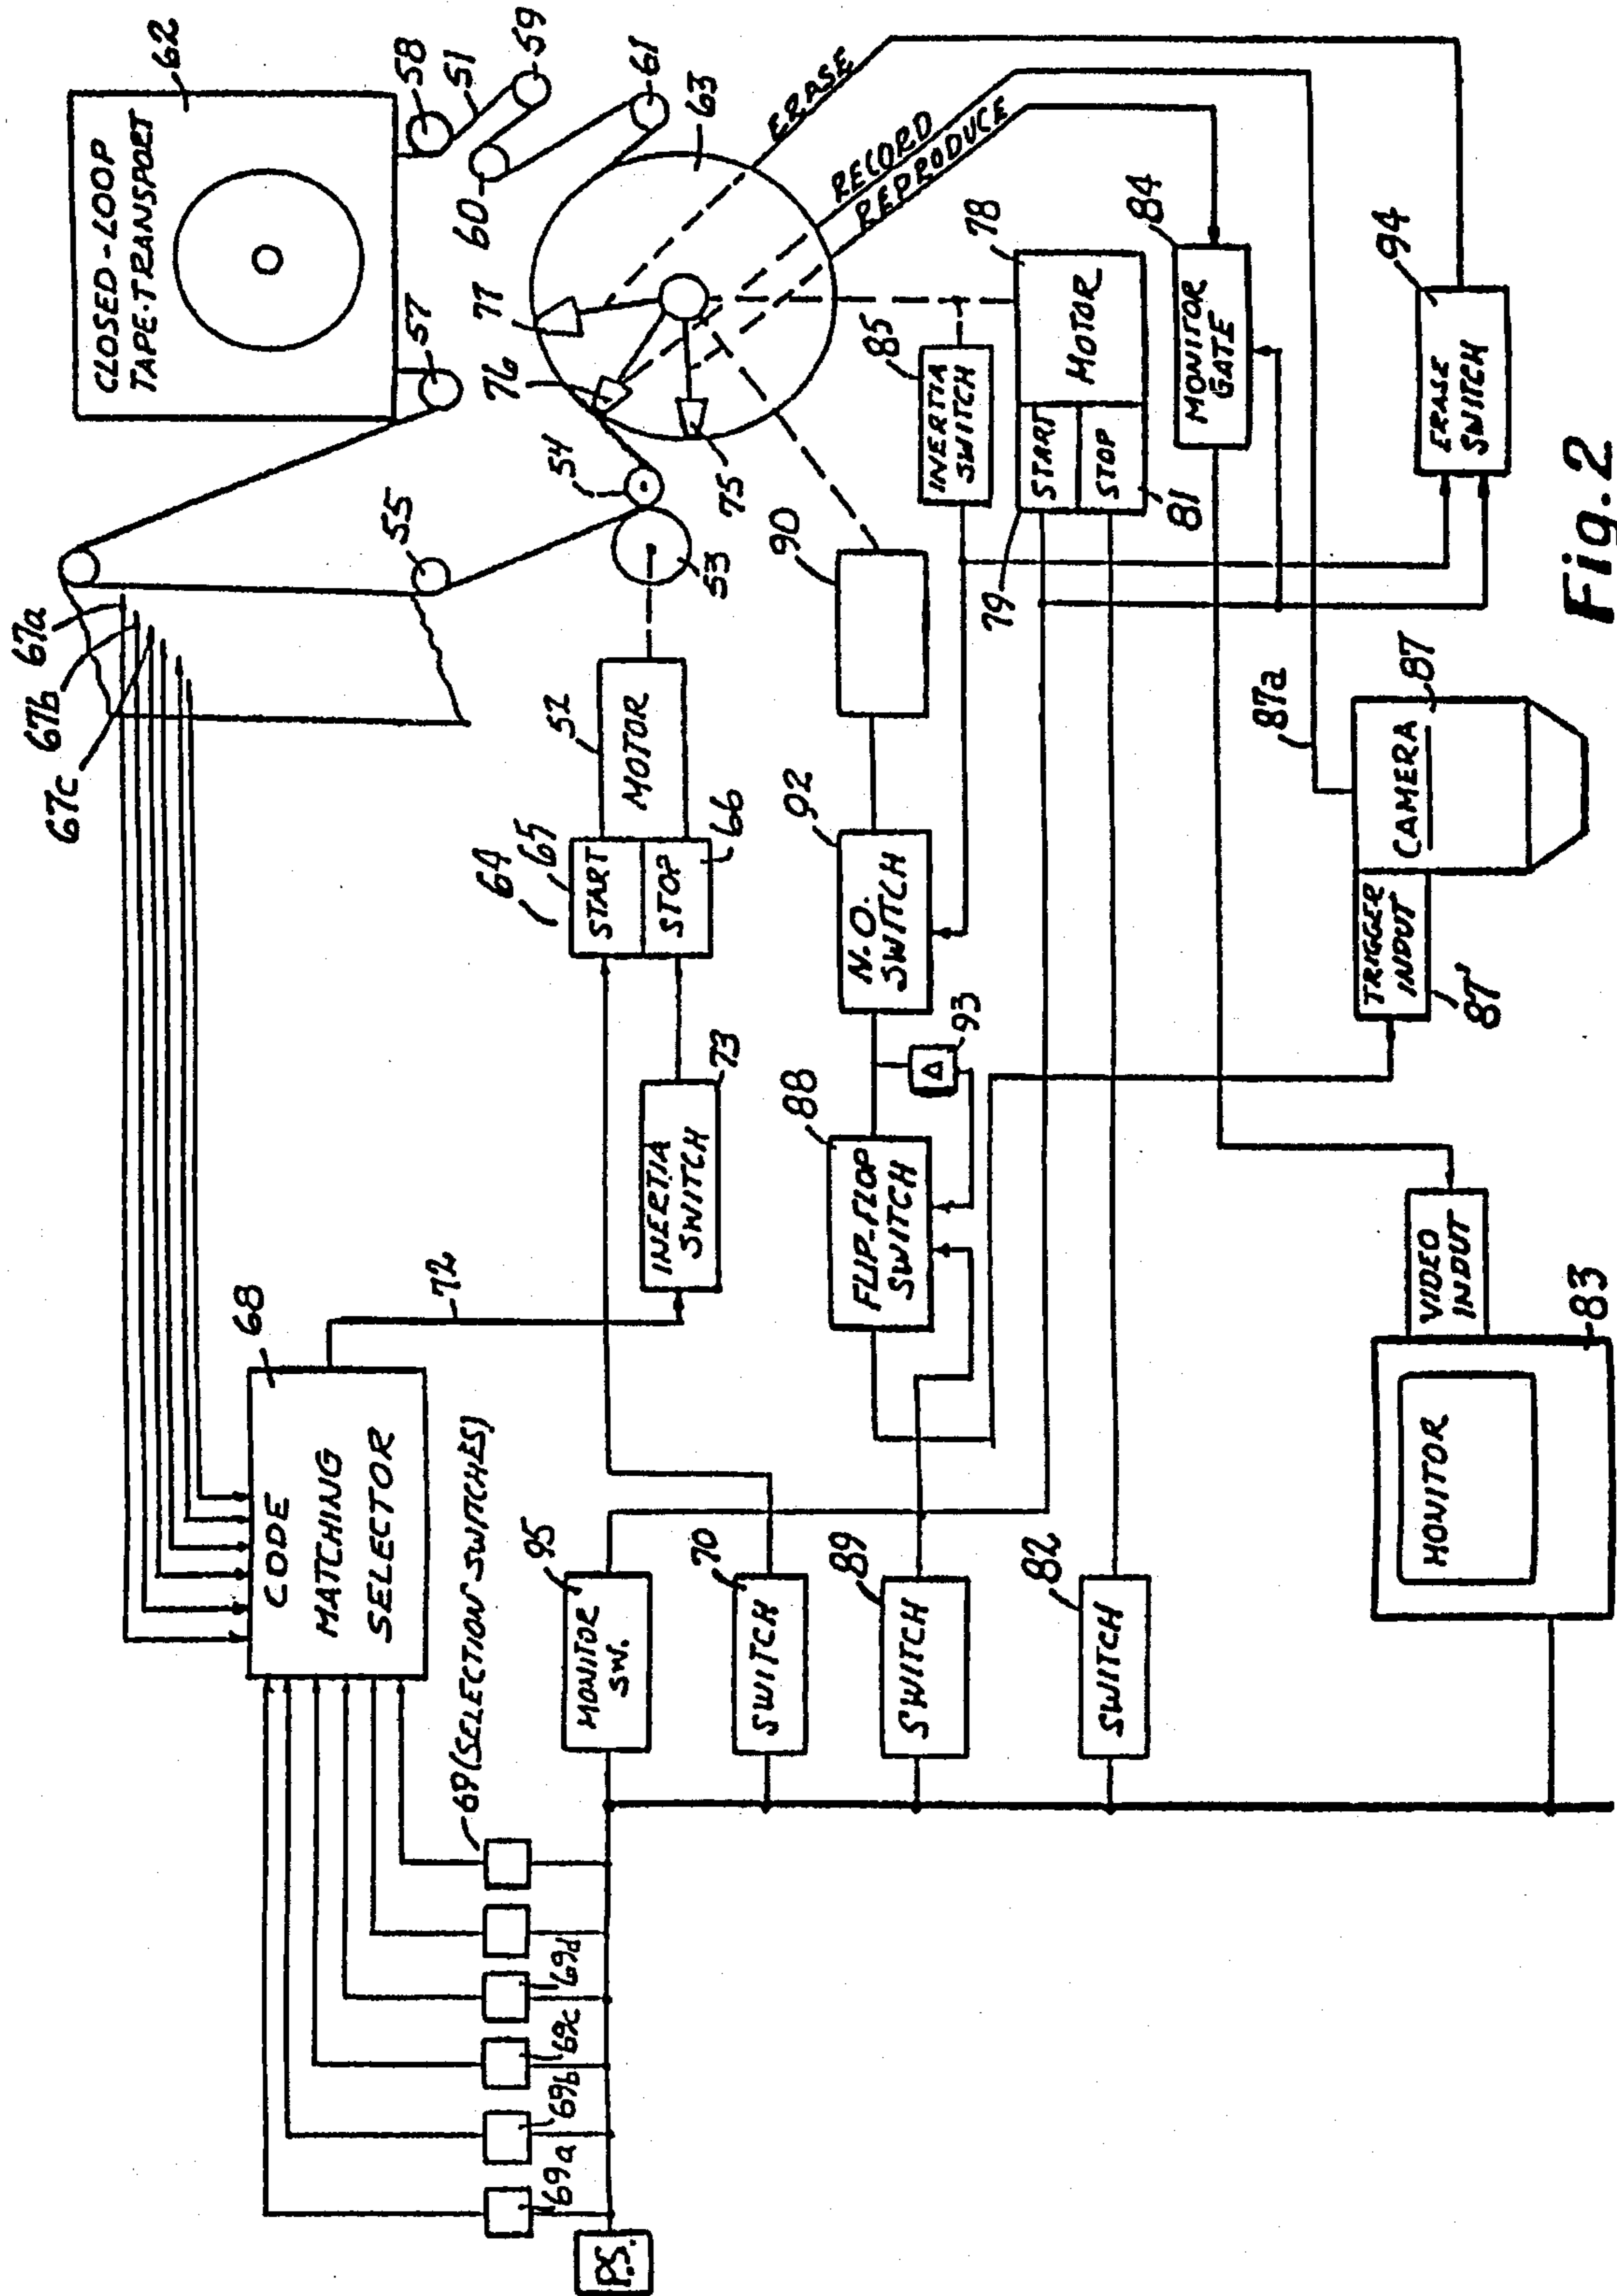 CLOSED-LOOP
TAPE-TRANSPORT
62
58
51
59
57
60
61
63
55
54
53
76
77
75
67a
67b
67c
ERASE
RECORD
REPRODUCE
68
CODE
MATCHING
SELECTOR
72
64
65
START
STOP
66
52
MOTOR
73
INERTIA
SWITCH
90
85
INERTIA
SWITCH
78
MOTOR
START
STOP
79
81
84
MONITOR
GATE
94
ERASE
SWITCH
92
N.O.
SWITCH
93
Δ
88
FLIP-FLOP
SWITCH
87a
87
CAMERA
TRIGGER
INPUT
87'
69 (SELECTION SWITCHES)
69a
69b
69c
69d
P.S.
95
MONITOR
SW.
70
SWITCH
89
SWITCH
82
SWITCH
VIDEO
INPUT
83
MONITOR
Fig. 2